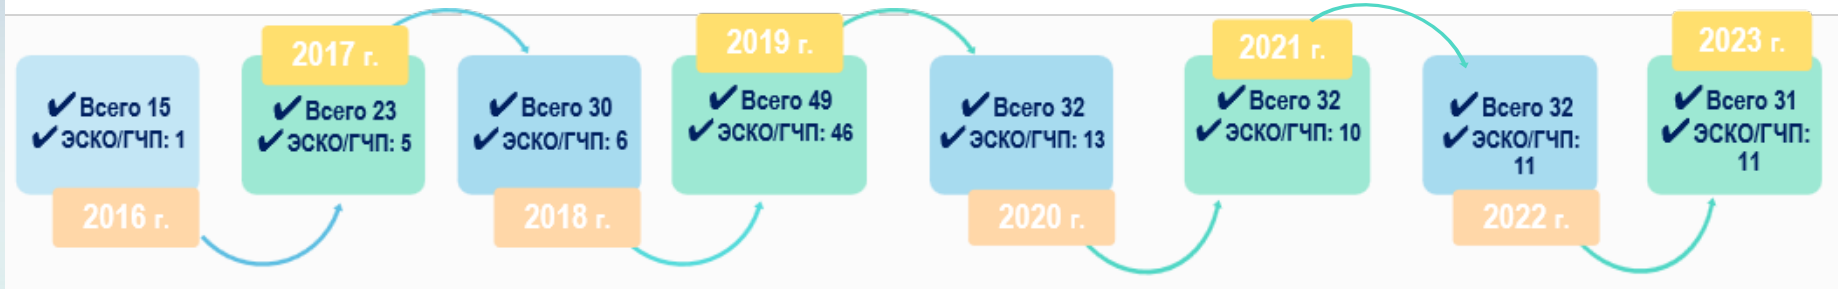 ✔ Всего 15
✔ ЭСКО/ГЧП: 1
2016 г.
2017 г.
✔ Всего 23
✔ ЭСКО/ГЧП: 5
✔ Всего 30
✔ ЭСКО/ГЧП: 6
2018 г.
2019 г.
✔ Всего 49
✔ ЭСКО/ГЧП: 46
✔ Всего 32
✔ ЭСКО/ГЧП: 13
2020 г.
2021 г.
✔ Всего 32
✔ ЭСКО/ГЧП: 10
✔ Всего 32
✔ ЭСКО/ГЧП:
11
2022 г.
2023 г.
✔ Всего 31
✔ ЭСКО/ГЧП:
11